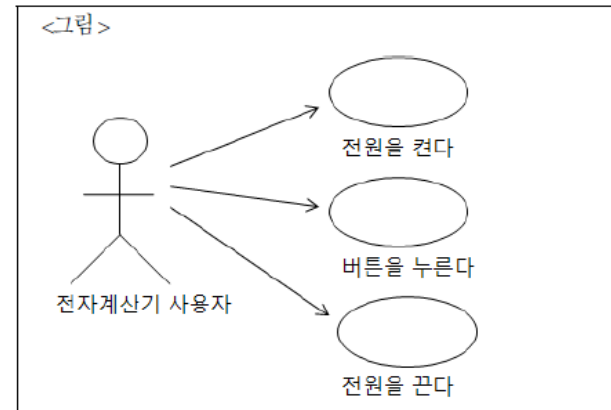 <그림>
전원을 켠다
버튼을 누른다
전자계산기 사용자
전원을 끈다